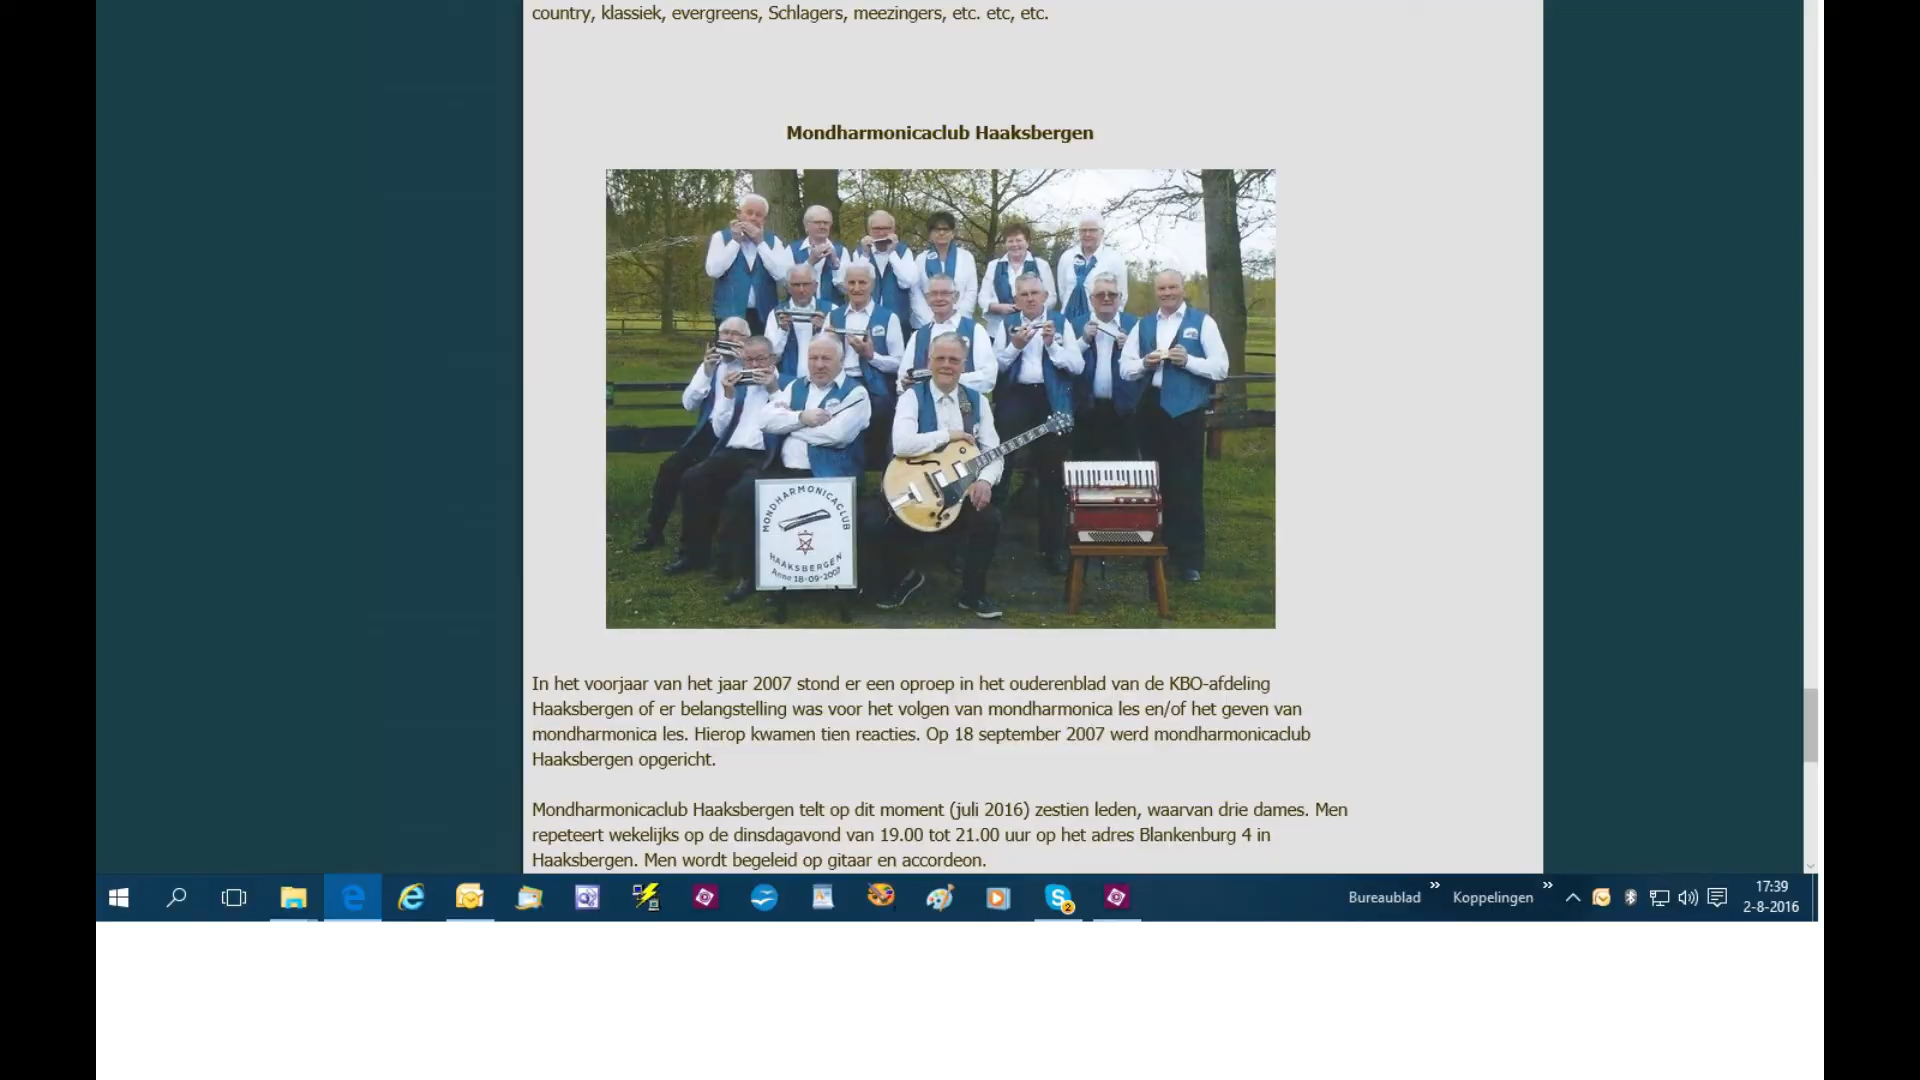 country, klassiek, evergreens, Schlagers, meezingers, etc. etc, etc.
Mondharmonicaclub Haaksbergen
MONDHARMONICACLUB
HAAKSBERGEN
Anno 18-09-2007
In het voorjaar van het jaar 2007 stond er een oproep in het ouderenblad van de KBO-afdeling
Haaksbergen of er belangstelling was voor het volgen van mondharmonica les en/of het geven van
mondharmonica les. Hierop kwamen tien reacties. Op 18 september 2007 werd mondharmonicaclub
Haaksbergen opgericht.
Mondharmonicaclub Haaksbergen telt op dit moment (juli 2016) zestien leden, waarvan drie dames. Men
repeteert wekelijks op de dinsdagavond van 19.00 tot 21.00 uur op het adres Blankenburg 4 in
Haaksbergen. Men wordt begeleid op gitaar en accordeon.
Bureaublad » Koppelingen » 17:39
2-8-2016